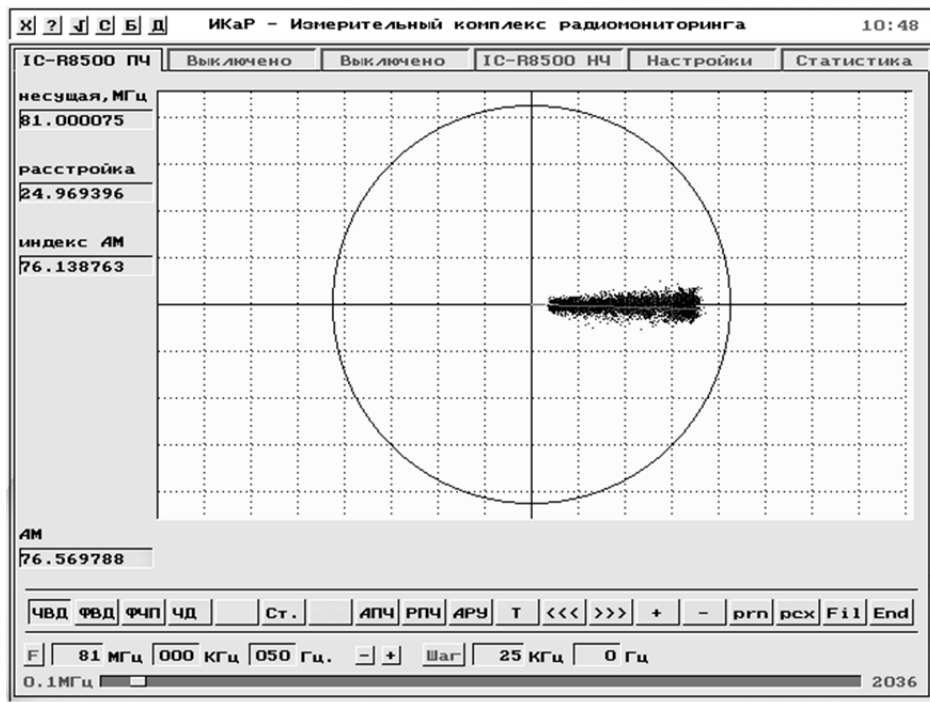 X ? √ С Б Д ИКаР - Измерительный комплекс радиомониторинга 10:48
IC-R8500 ПЧ Выключено Выключено IC-R8500 НЧ Настройки Статистика
несущая,МГц
81.000075
расстройка
24.969396
индекс АМ
76.138763
АМ
76.569788
ЧВД ФВД ФЧП ЧД Ст. АПЧ РПЧ АРУ Т <<< >>> + - prn pcx Fil End
F 81 МГц 000 КГц 050 Гц. - + Шаг 25 КГц 0 Гц
0.1МГц 2036